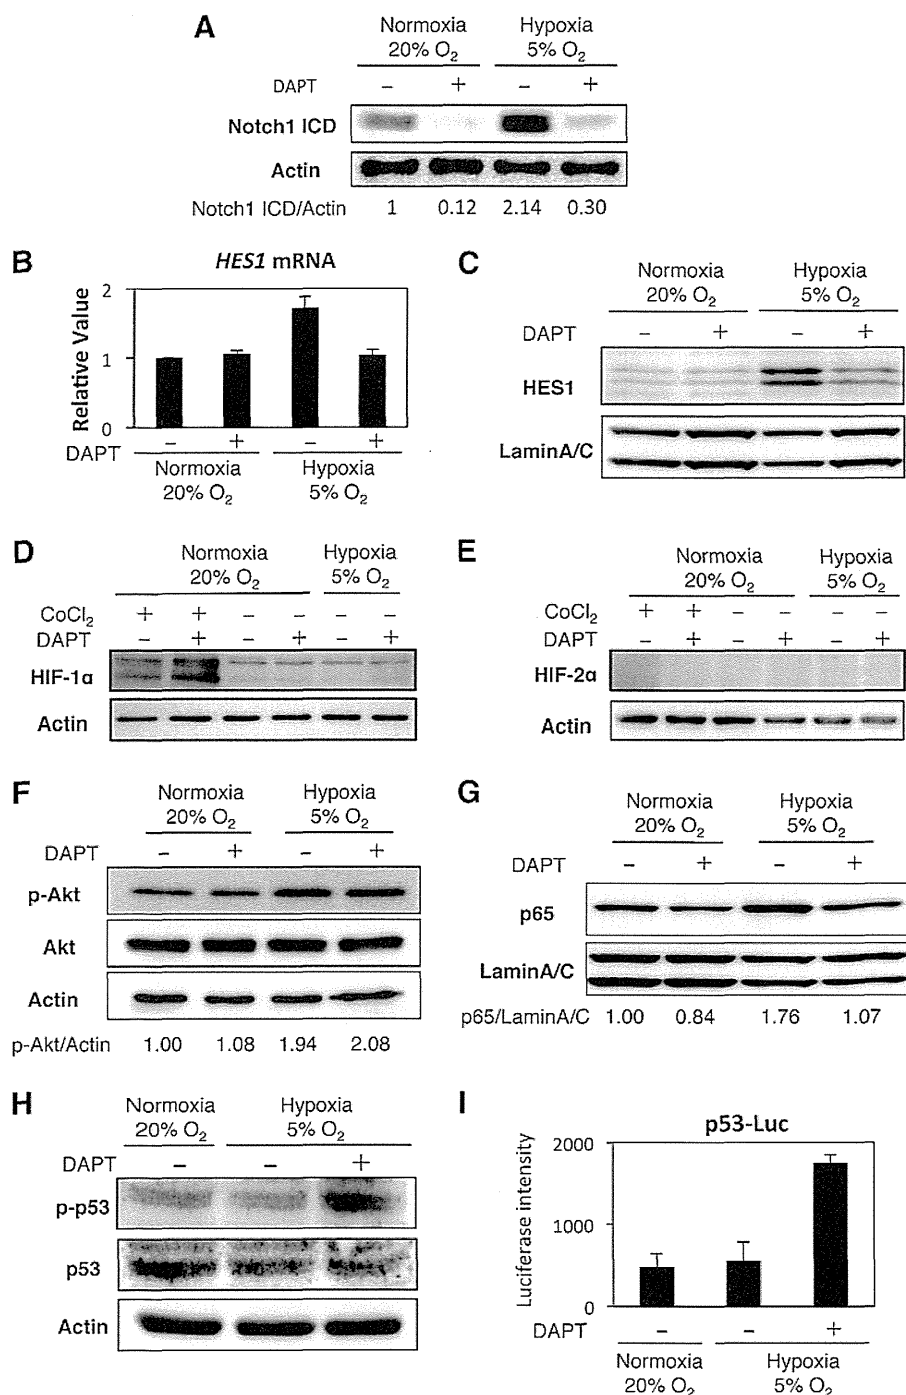 A
Normoxia Hypoxia
20% O2 5% O2
DAPT − + − +
Notch1 ICD
Actin
Notch1 ICD/Actin 1 0.12 2.14 0.30
B
HES1 mRNA
Relative Value
2
1
0
DAPT − + − +
Normoxia Hypoxia
20% O2 5% O2
C
Normoxia Hypoxia
20% O2 5% O2
DAPT − + − +
HES1
LaminA/C
D
Normoxia Hypoxia
20% O2 5% O2
CoCl2 + + − − − −
DAPT − + − + − +
HIF-1α
Actin
E
Normoxia Hypoxia
20% O2 5% O2
CoCl2 + + − − − −
DAPT − + − + − +
HIF-2α
Actin
F
Normoxia Hypoxia
20% O2 5% O2
DAPT − + − +
p-Akt
Akt
Actin
p-Akt/Actin 1.00 1.08 1.94 2.08
G
Normoxia Hypoxia
20% O2 5% O2
DAPT − + − +
p65
LaminA/C
p65/LaminA/C 1.00 0.84 1.76 1.07
H
Normoxia Hypoxia
20% O2 5% O2
DAPT − − +
p-p53
p53
Actin
I
p53-Luc
Luciferase intensity
2000
1000
0
DAPT − − +
Normoxia Hypoxia
20% O2 5% O2